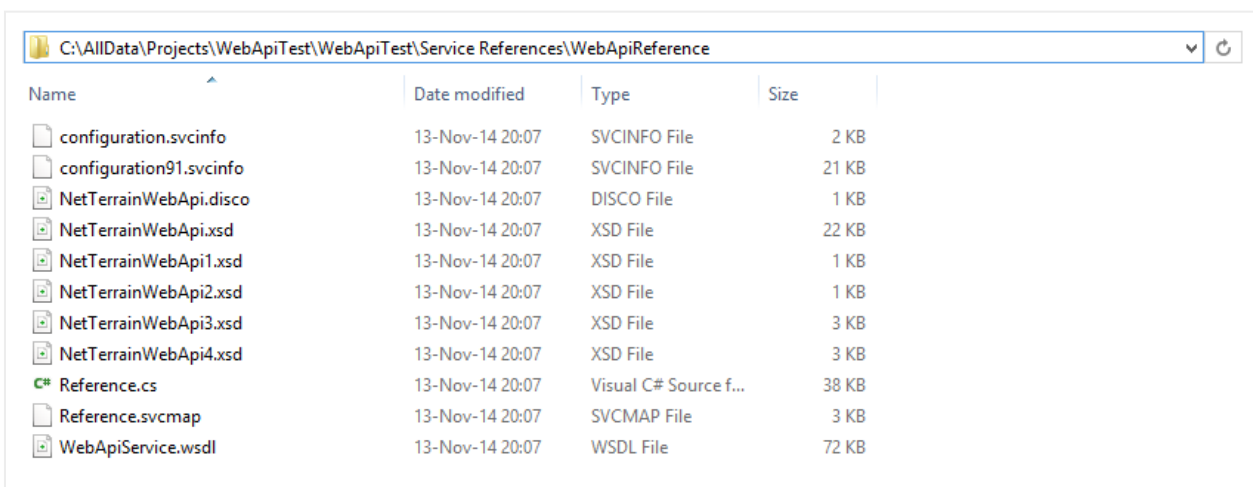 C:\AllData\Projects\WebApiTest\WebApiTest\Service References\WebApiReference
Name Date modified Type Size
configuration.svcinfo 13-Nov-14 20:07 SVCINFO File 2 KB
configuration91.svcinfo 13-Nov-14 20:07 SVCINFO File 21 KB
NetTerrainWebApi.disco 13-Nov-14 20:07 DISCO File 1 KB
NetTerrainWebApi.xsd 13-Nov-14 20:07 XSD File 22 KB
NetTerrainWebApi1.xsd 13-Nov-14 20:07 XSD File 1 KB
NetTerrainWebApi2.xsd 13-Nov-14 20:07 XSD File 1 KB
NetTerrainWebApi3.xsd 13-Nov-14 20:07 XSD File 3 KB
NetTerrainWebApi4.xsd 13-Nov-14 20:07 XSD File 3 KB
C# Reference.cs 13-Nov-14 20:07 Visual C# Source f... 38 KB
Reference.svcmap 13-Nov-14 20:07 SVCMAP File 3 KB
WebApiService.wsdl 13-Nov-14 20:07 WSDL File 72 KB